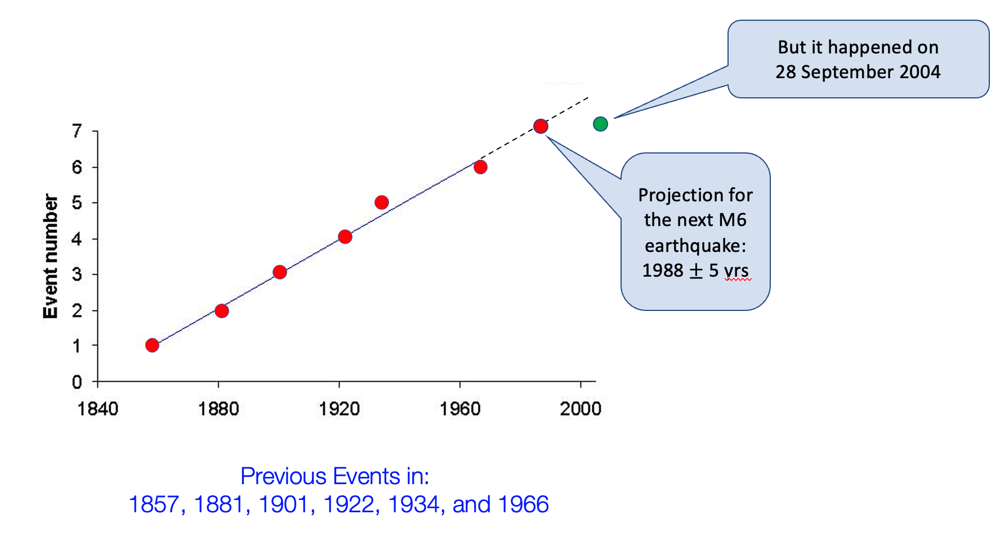 But it happened on
28 September 2004
Projection for
the next M6
earthquake:
1988 ± 5 yrs
Event number
7
6
5
4
3
2
1
0
1840 1880 1920 1960 2000
Previous Events in:
1857, 1881, 1901, 1922, 1934, and 1966